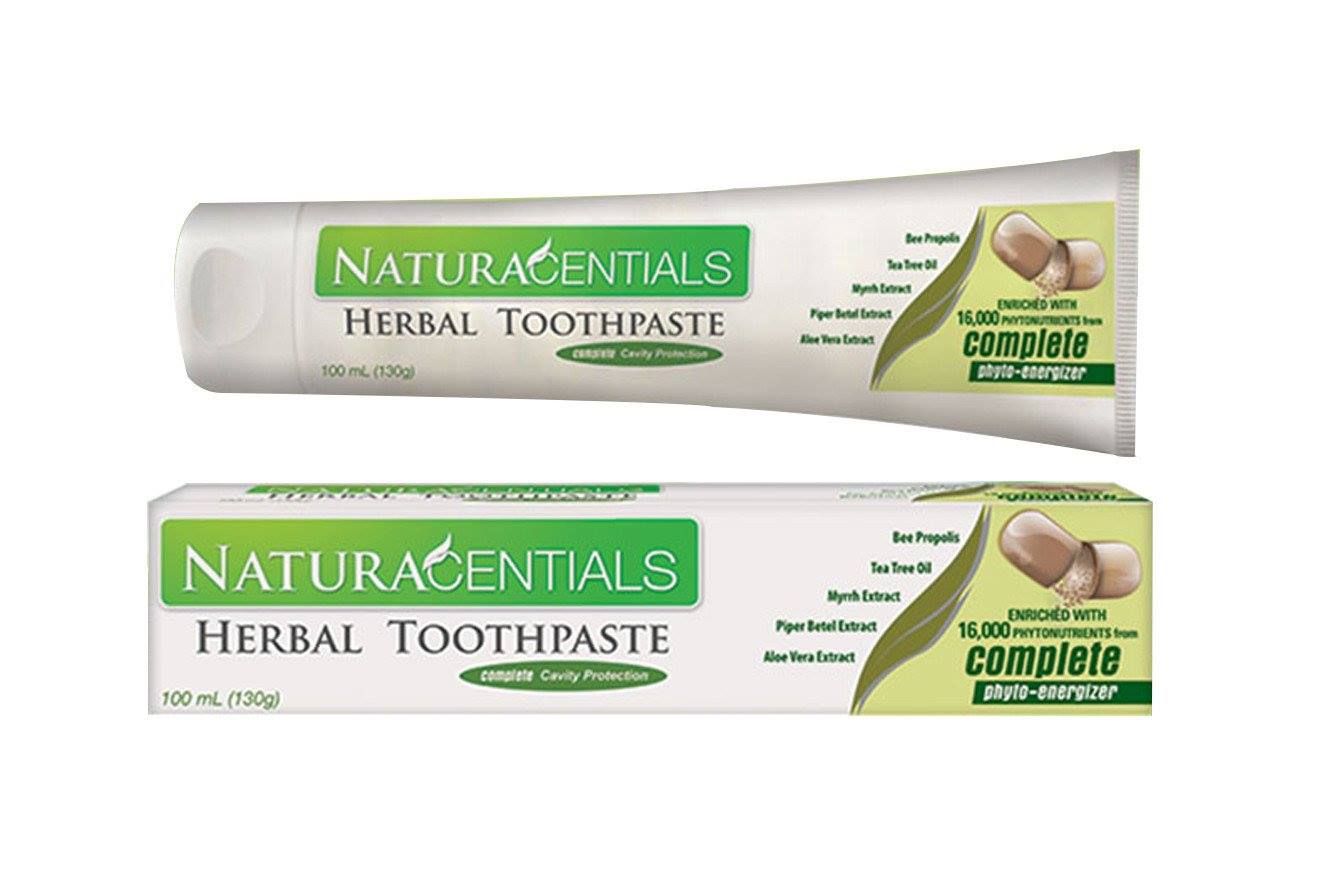 NATURACENTIALS
HERBAL TOOTHPASTE
complete Cavity Protection
100 mL (130g)
Bee Propolis
Tea Tree Oil
Myrrh Extract
Piper Betel Extract
Aloe Vera Extract
ENRICHED WITH
16,000 PHYTONUTRIENTS from
complete
phyto-energizer
NATURACENTIALS
HERBAL TOOTHPASTE
NATURACENTIALS
HERBAL TOOTHPASTE
complete Cavity Protection
100 mL (130g)
Bee Propolis
Tea Tree Oil
Myrrh Extract
Piper Betel Extract
Aloe Vera Extract
ENRICHED WITH
16,000 PHYTONUTRIENTS from
complete
phyto-energizer